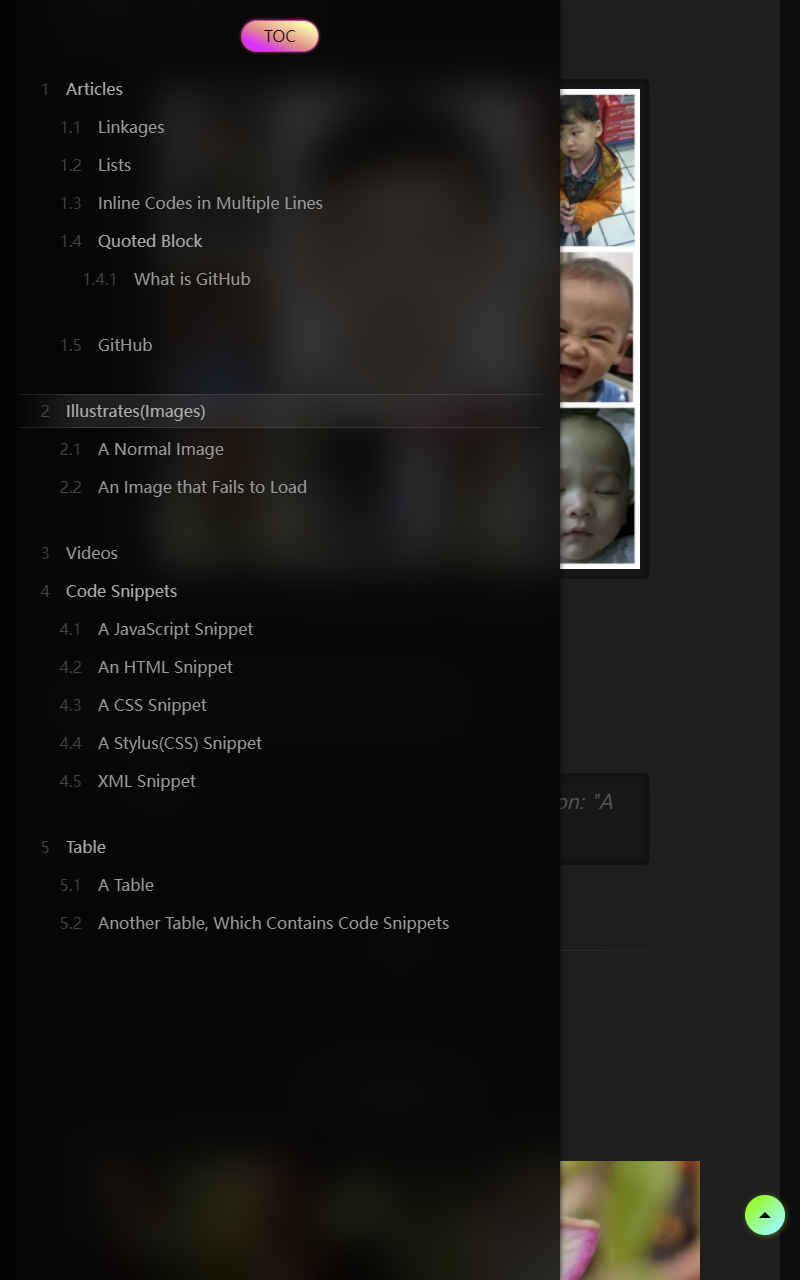 TOC
1 Articles
1.1 Linkages
1.2 Lists
1.3 Inline Codes in Multiple Lines
1.4 Quoted Block
1.4.1 What is GitHub
1.5 GitHub
2 Illustrates(Images)
2.1 A Normal Image
2.2 An Image that Fails to Load
3 Videos
4 Code Snippets
4.1 A JavaScript Snippet
4.2 An HTML Snippet
4.3 A CSS Snippet
4.4 A Stylus(CSS) Snippet
4.5 XML Snippet
on: "A
5 Table
5.1 A Table
5.2 Another Table, Which Contains Code Snippets